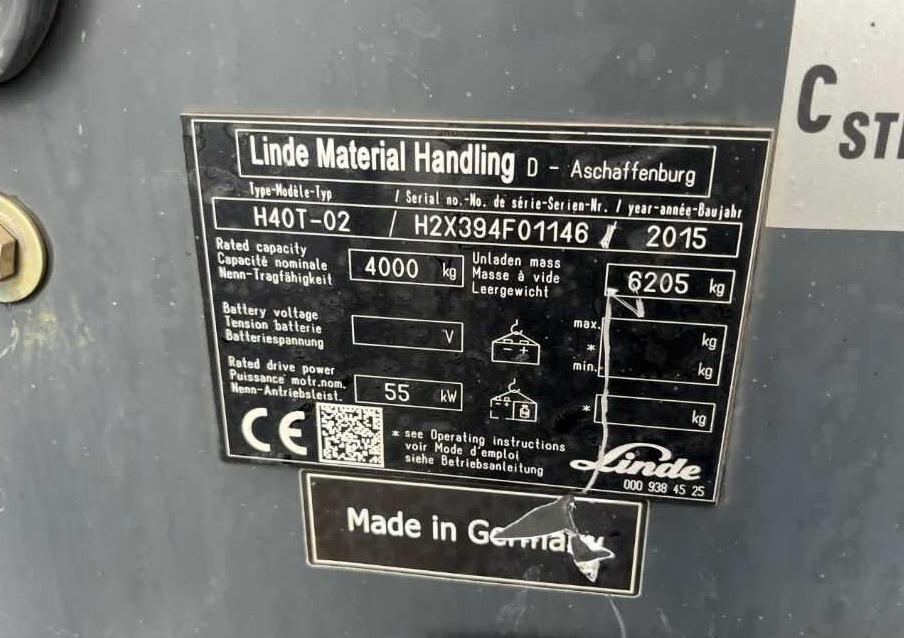 C
Linde Material Handling D - Aschaffenburg
Type-Modèle-Typ / Serial no.-No. de série-Serien-Nr. / year-année-Baujahr
H40T-02 / H2X394F01146 / 2015
Rated capacity
Capacité nominale
Nenn-Tragfähigkeit
4000 kg
Unladen mass
Masse à vide
Leergewicht
6205 kg
Battery voltage
Tension batterie
Batteriespannung
V
- +
max. kg
*
min. kg
Rated drive power
Puissance motr.nom.
Nenn-Antriebsleist.
55 kW
- +
* kg
CE
* see Operating instructions
voir Mode d'emploi
siehe Betriebsanleitung
Linde
000 938 45 25
Made in Germany